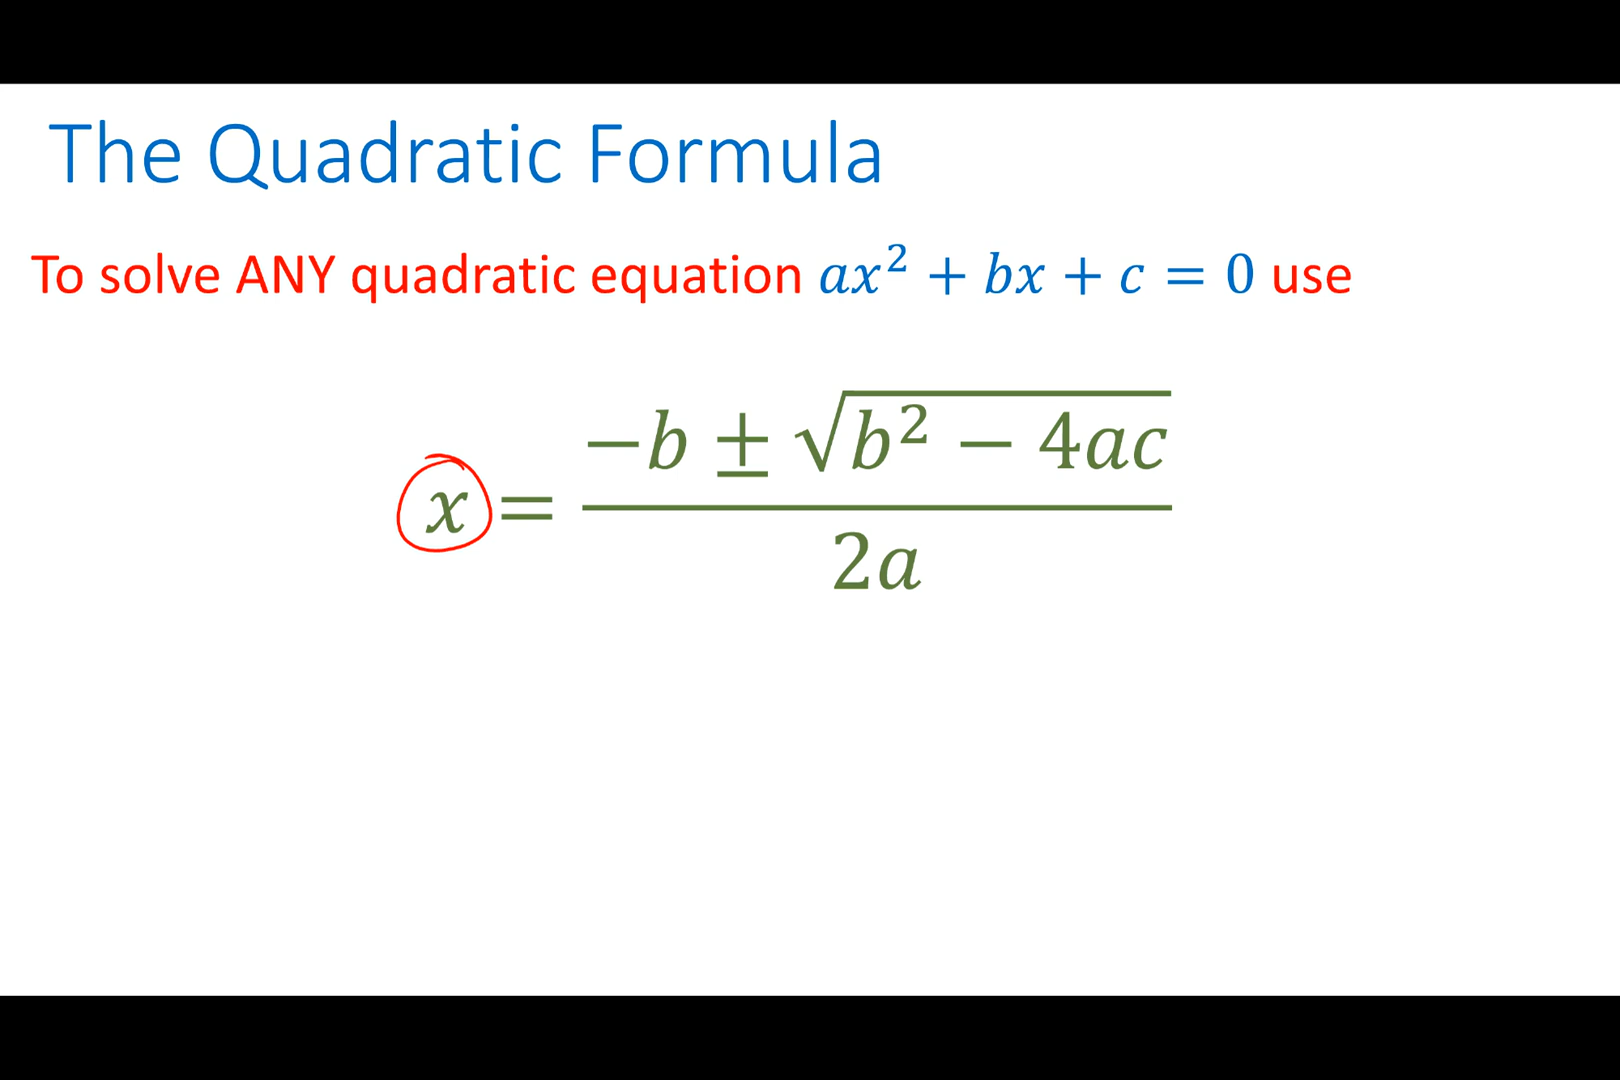 The Quadratic Formula
To solve ANY quadratic equation 𝑎𝑥² + 𝑏𝑥 + 𝑐 = 0 use
𝑥 = (−𝑏 ± √(𝑏² − 4𝑎𝑐)) / 2𝑎